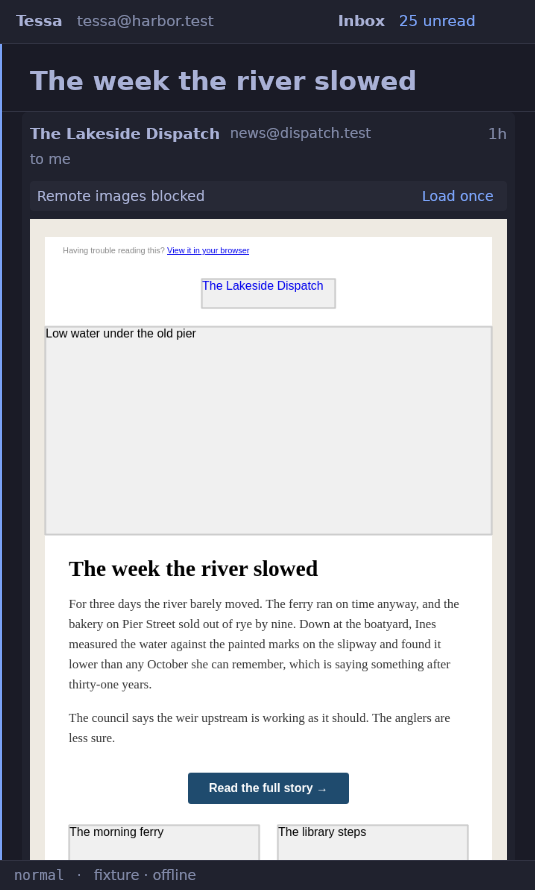 Tessa tessa@harbor.test Inbox 25 unread
The week the river slowed
The Lakeside Dispatch news@dispatch.test 1h
to me
Remote images blocked Load once
Having trouble reading this? View it in your browser
The Lakeside Dispatch
Low water under the old pier
The week the river slowed
For three days the river barely moved. The ferry ran on time anyway, and the
bakery on Pier Street sold out of rye by nine. Down at the boatyard, Ines
measured the water against the painted marks on the slipway and found it
lower than any October she can remember, which is saying something after
thirty-one years.
The council says the weir upstream is working as it should. The anglers are
less sure.
Read the full story →
The morning ferry The library steps
normal · fixture · offline